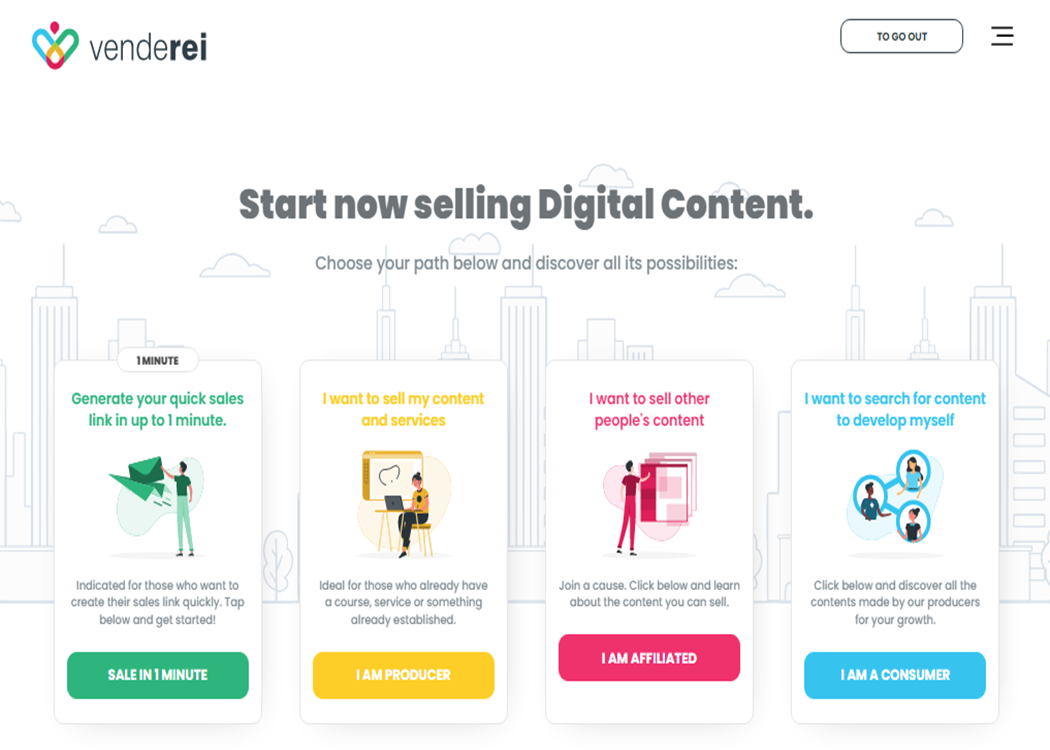 venderei
TO GO OUT
Start now selling Digital Content.
Choose your path below and discover all its possibilities:
1 MINUTE
Generate your quick sales
link in up to 1 minute.
Indicated for those who want to
create their sales link quickly. Tap
below and get started!
SALE IN 1 MINUTE
I want to sell my content
and services
Ideal for those who already have
a course, service or something
already established.
I AM PRODUCER
I want to sell other
people's content
Join a cause. Click below and learn
about the content you can sell.
I AM AFFILIATED
I want to search for content
to develop myself
Click below and discover all the
contents made by our producers
for your growth.
I AM A CONSUMER